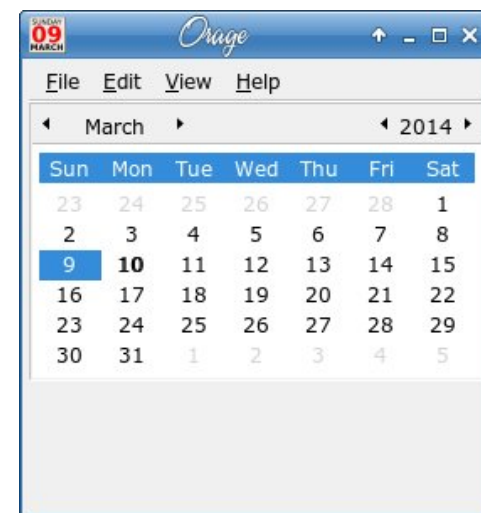 SUNDAY
09
MARCH
Orage
File Edit View Help
March 2014
Sun Mon Tue Wed Thu Fri Sat
23 24 25 26 27 28 1
2 3 4 5 6 7 8
9 10 11 12 13 14 15
16 17 18 19 20 21 22
23 24 25 26 27 28 29
30 31 1 2 3 4 5